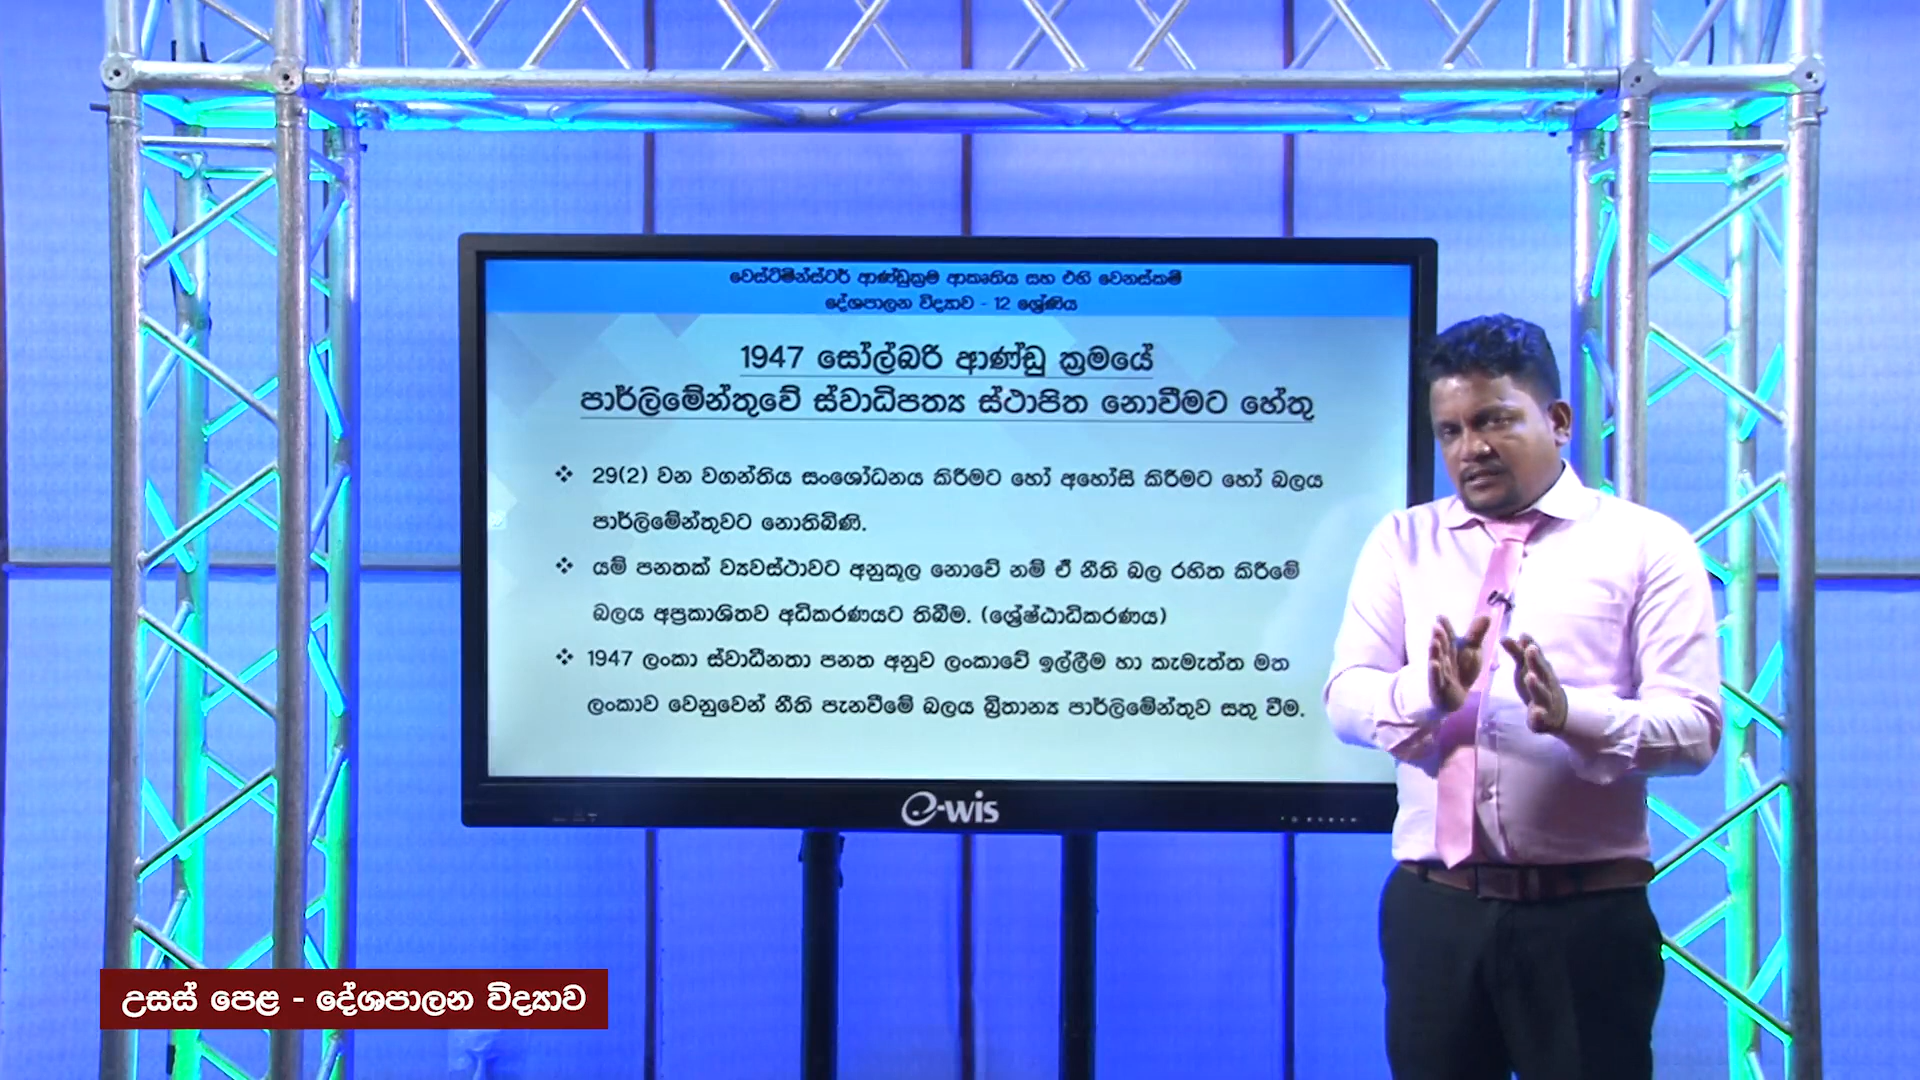 වෙස්ට්මින්ස්ටර් ආණ්ඩුක්‍රම ආකෘතිය සහ එහි වෙනස්කම්
දේශපාලන විද්‍යාව - 12 ශ්‍රේණිය
1947 සෝල්බරි ආණ්ඩු ක්‍රමයේ
පාර්ලිමේන්තුවේ ස්වාධිපත්‍ය ස්ථාපිත නොවීමට හේතු
❖ 29(2) වන වගන්තිය සංශෝධනය කිරීමට හෝ අහෝසි කිරීමට හෝ බලය
පාර්ලිමේන්තුවට නොතිබිණි.
❖ යම් පනතක් ව්‍යවස්ථාවට අනුකූල නොවේ නම් ඒ නීති බල රහිත කිරීමේ
බලය අප්‍රකාශිතව අධිකරණයට තිබීම. (ශ්‍රේෂ්ඨාධිකරණය)
❖ 1947 ලංකා ස්වාධීනතා පනත අනුව ලංකාවේ ඉල්ලීම හා කැමැත්ත මත
ලංකාව වෙනුවෙන් නීති පැනවීමේ බලය බ්‍රිතාන්‍ය පාර්ලිමේන්තුව සතු වීම.
e-wis
උසස් පෙළ - දේශපාලන විද්‍යාව